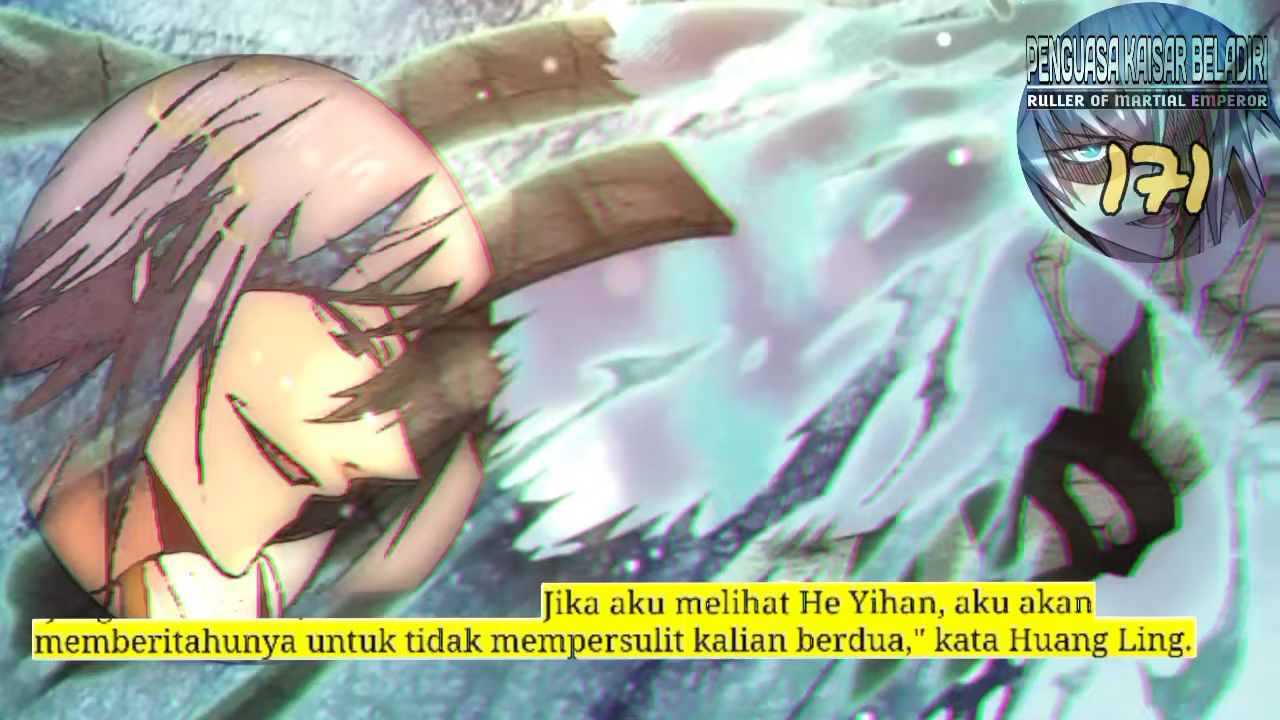 PENGUASA KAISAR BELADIRI
RULLER OF MARTIAL EMPEROR
171
Jika aku melihat He Yihan, aku akan
memberitahunya untuk tidak mempersulit kalian berdua," kata Huang Ling.